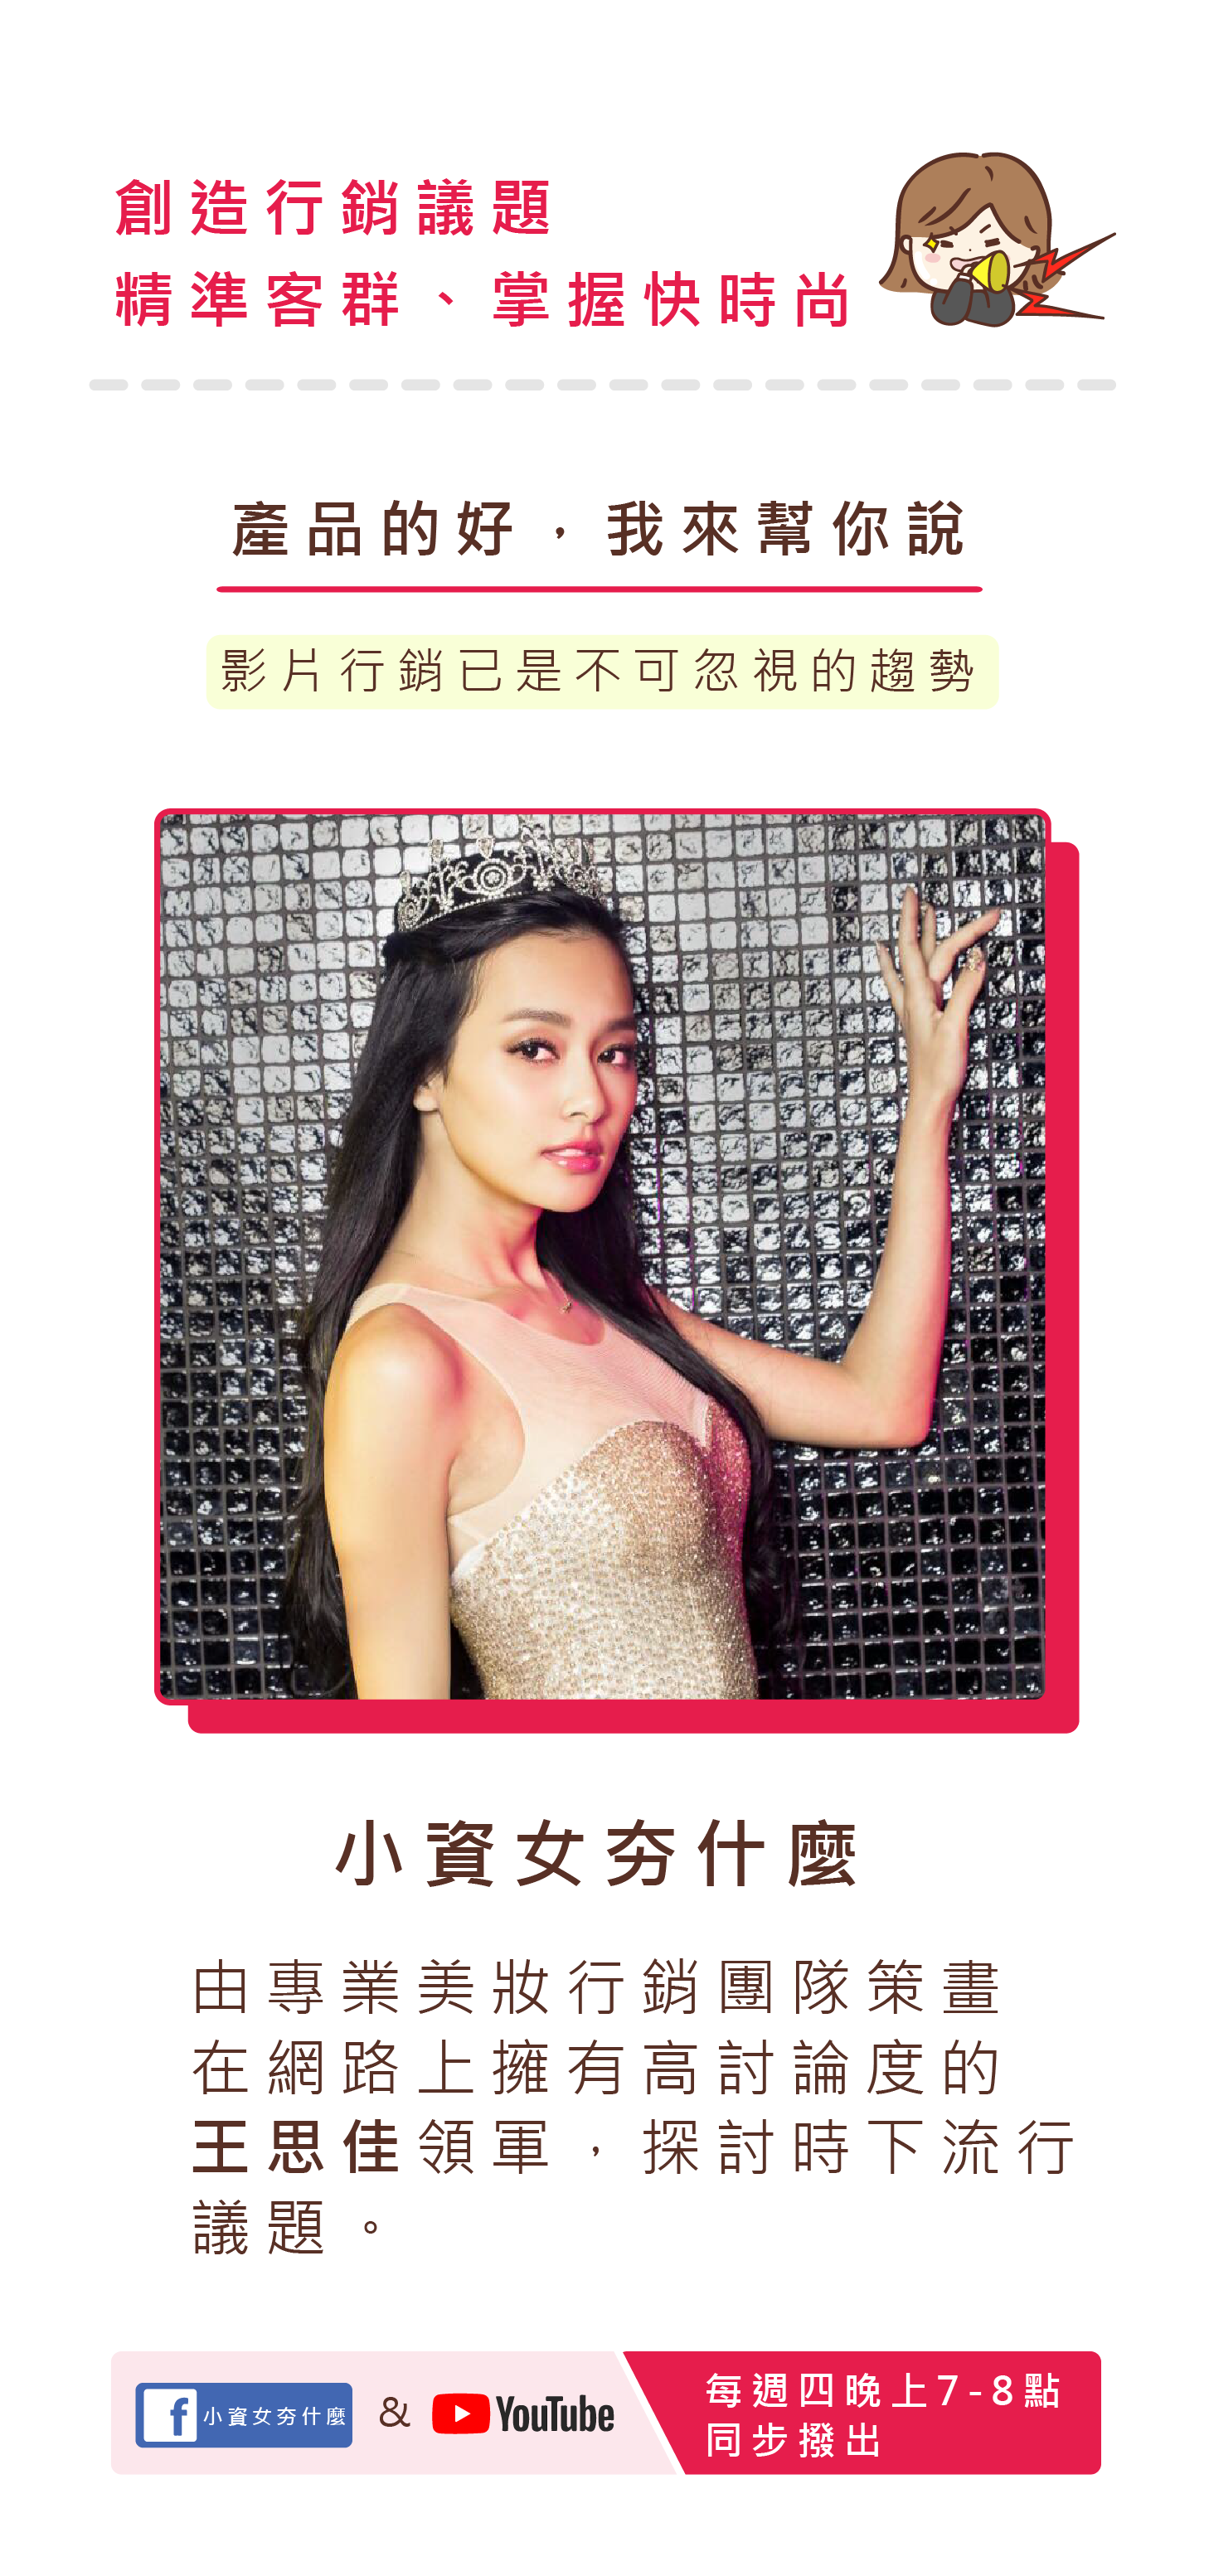 創造行銷議題
精準客群、掌握快時尚
產品的好，我來幫你說
影片行銷已是不可忽視的趨勢
小資女夯什麼
由專業美妝行銷團隊策畫
在網路上擁有高討論度的
王思佳領軍，探討時下流行
議題。
f 小資女夯什麼 & YouTube
每週四晚上7-8點
同步撥出